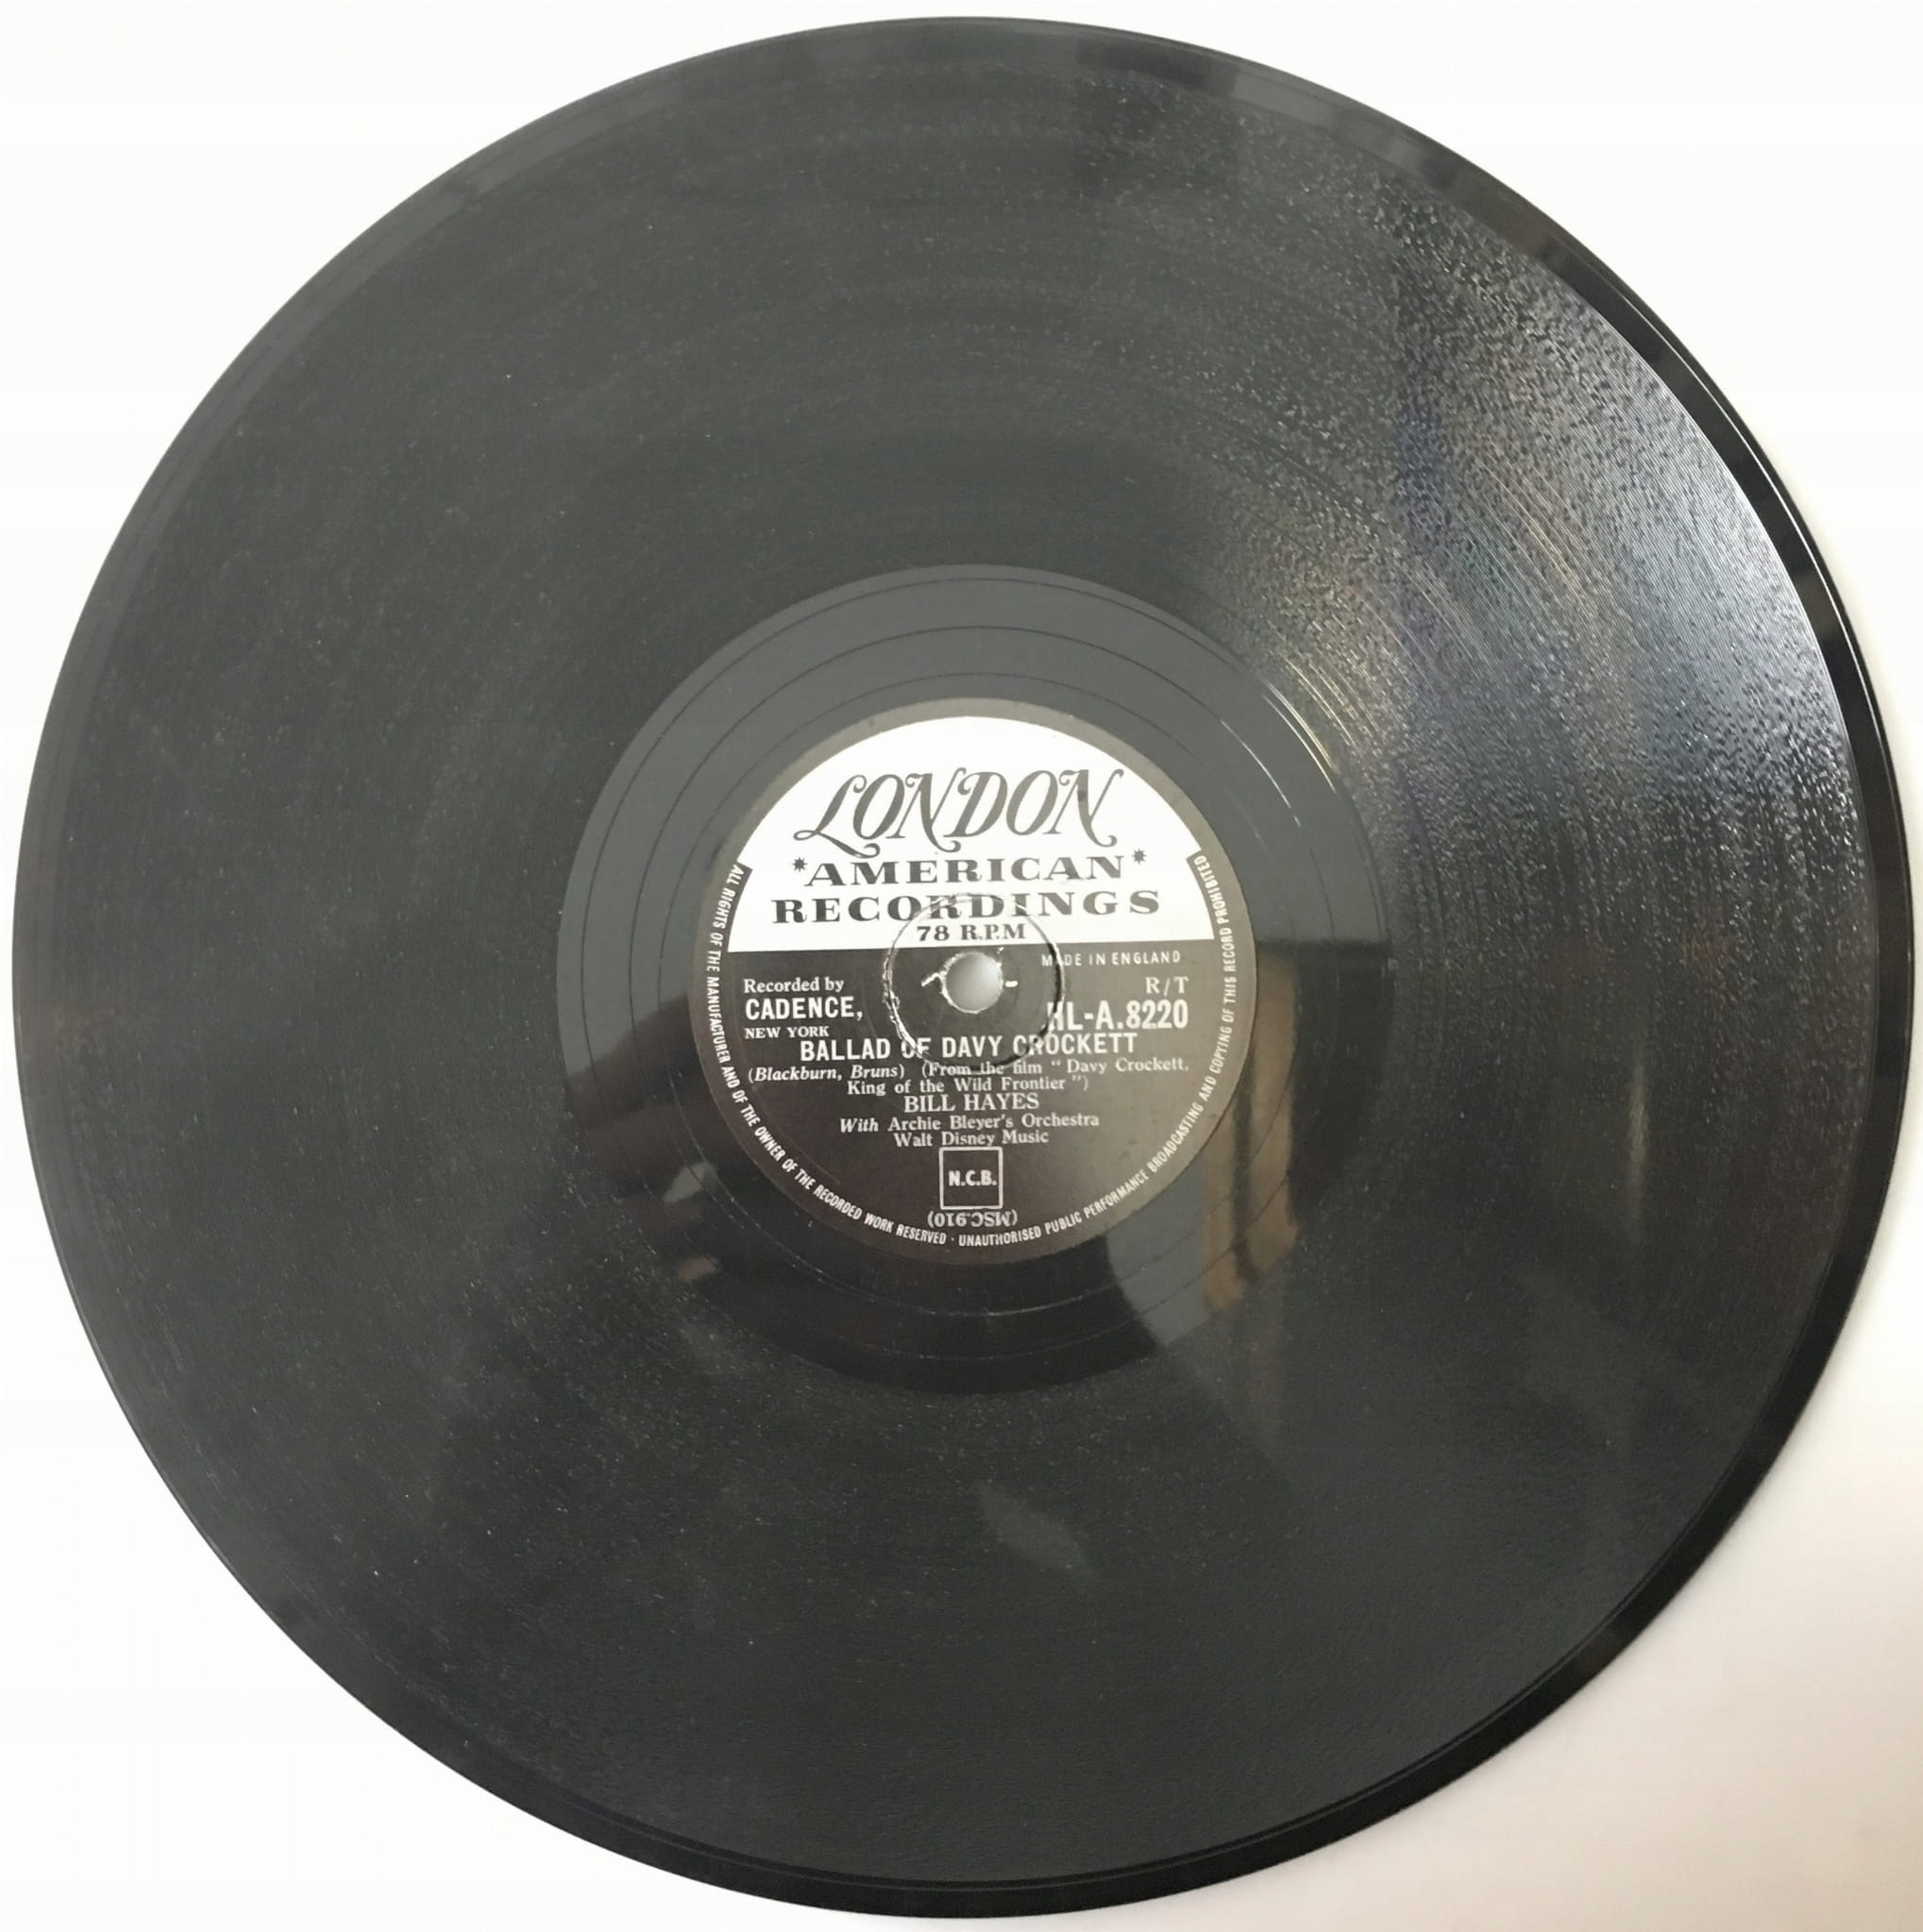 LONDON
*AMERICAN*
RECORDINGS
78 R.P.M
MADE IN ENGLAND
Recorded by
CADENCE,
NEW YORK
R/T
HL-A.8220
BALLAD OF DAVY CROCKETT
(Blackburn, Bruns) (From the film "Davy Crockett,
King of the Wild Frontier")
BILL HAYES
With Archie Bleyer's Orchestra
Walt Disney Music
N.C.B.
(MSC.910)
ALL RIGHTS OF THE MANUFACTURER AND OF THE OWNER OF THE RECORDED WORK RESERVED · UNAUTHORISED PUBLIC PERFORMANCE BROADCASTING AND COPYING OF THIS RECORD PROHIBITED